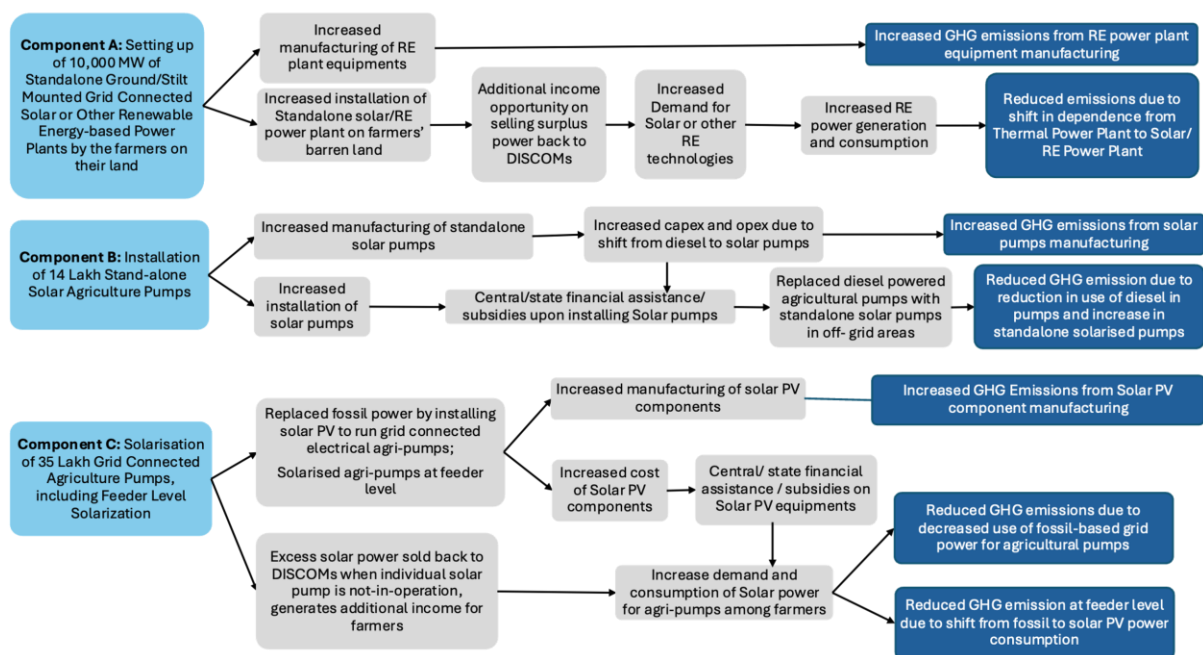 Component A: Setting up
of 10,000 MW of
Standalone Ground/Stilt
Mounted Grid Connected
Solar or Other Renewable
Energy-based Power
Plants by the farmers on
their land
Increased
manufacturing of RE
plant equipments
Increased GHG emissions from RE power plant
equipment manufacturing
Increased installation of
Standalone solar/RE
power plant on farmers'
barren land
Additional income
opportunity on
selling surplus
power back to
DISCOMs
Increased
Demand for
Solar or other
RE
technologies
Increased RE
power generation
and consumption
Reduced emissions due to
shift in dependence from
Thermal Power Plant to Solar/
RE Power Plant
Component B: Installation
of 14 Lakh Stand-alone
Solar Agriculture Pumps
Increased manufacturing of standalone
solar pumps
Increased capex and opex due to
shift from diesel to solar pumps
Increased GHG emissions from solar
pumps manufacturing
Increased
installation of
solar pumps
Central/state financial assistance/
subsidies upon installing Solar pumps
Replaced diesel powered
agricultural pumps with
standalone solar pumps
in off- grid areas
Reduced GHG emission due to
reduction in use of diesel in
pumps and increase in
standalone solarised pumps
Component C: Solarisation
of 35 Lakh Grid Connected
Agriculture Pumps,
including Feeder Level
Solarization
Replaced fossil power by installing
solar PV to run grid connected
electrical agri-pumps;
Solarised agri-pumps at feeder
level
Increased manufacturing of solar PV
components
Increased GHG Emissions from Solar PV
component manufacturing
Increased cost
of Solar PV
components
Central/ state financial
assistance / subsidies on
Solar PV equipments
Excess solar power sold back to
DISCOMs when individual solar
pump is not-in-operation,
generates additional income for
farmers
Increase demand and
consumption of Solar power
for agri-pumps among farmers
Reduced GHG emissions due to
decreased use of fossil-based grid
power for agricultural pumps
Reduced GHG emission at feeder level
due to shift from fossil to solar PV power
consumption